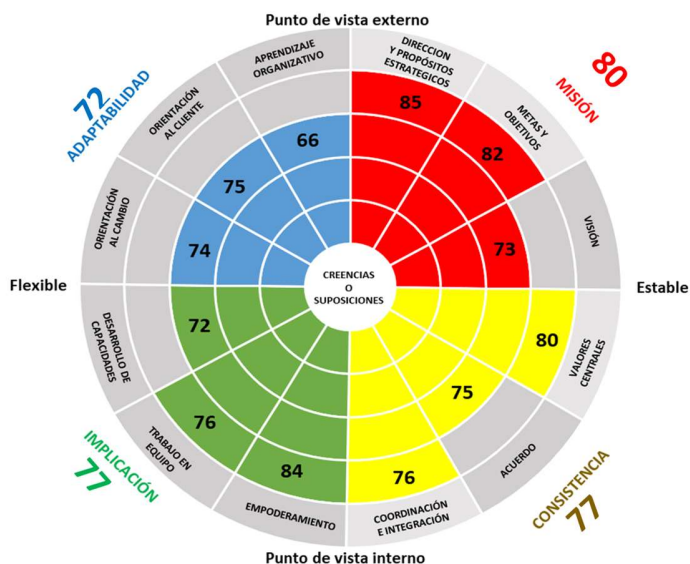 Punto de vista externo
72
ADAPTABILIDAD
80
MISIÓN
APRENDIZAJE
ORGANIZATIVO
DIRECCION
Y PROPÓSITOS
ESTRATEGICOS
ORIENTACIÓN
AL CLIENTE
METAS Y
OBJETIVOS
ORIENTACIÓN
AL CAMBIO
VISIÓN
66
85
75
82
74
73
Flexible
CREENCIAS
O
SUPOSICIONES
Estable
72
80
76
75
84
76
DESARROLLO DE
CAPACIDADES
VALORES
CENTRALES
TRABAJO EN
EQUIPO
ACUERDO
EMPODERAMIENTO
COORDINACIÓN
E INTEGRACIÓN
IMPLICACIÓN
77
CONSISTENCIA
77
Punto de vista interno